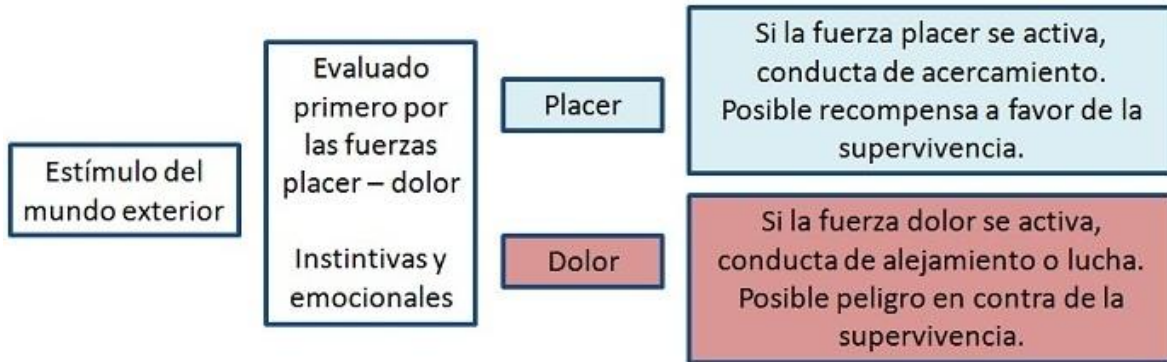 Estímulo del
mundo exterior
Evaluado
primero por
las fuerzas
placer – dolor
Instintivas y
emocionales
Placer
Si la fuerza placer se activa,
conducta de acercamiento.
Posible recompensa a favor de la
supervivencia.
Dolor
Si la fuerza dolor se activa,
conducta de alejamiento o lucha.
Posible peligro en contra de la
supervivencia.